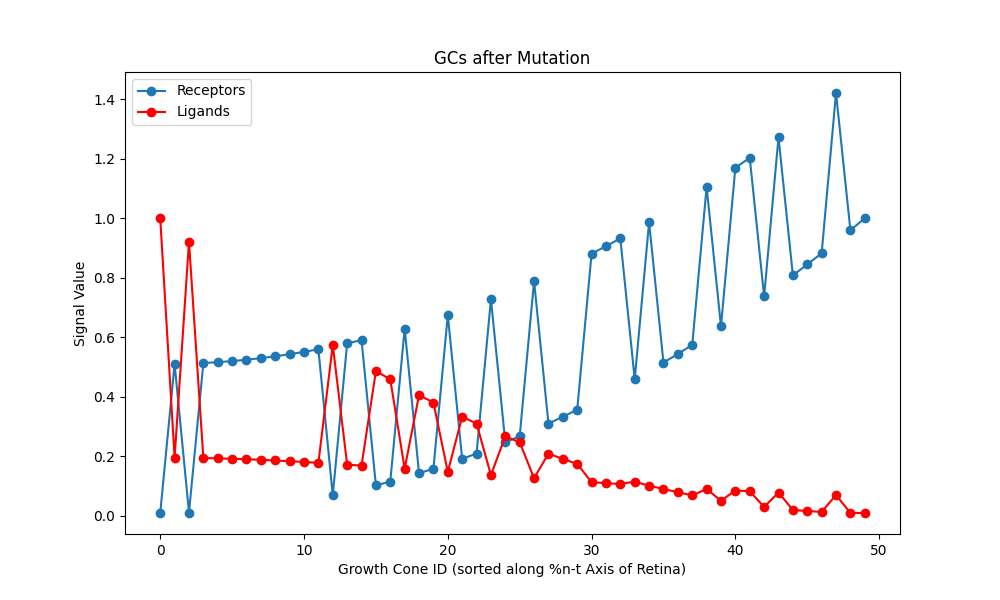 GCs after Mutation
Receptors
Ligands
1.4
1.2
1.0
0.8
0.6
0.4
0.2
0.0
Signal Value
0 10 20 30 40 50
Growth Cone ID (sorted along %n-t Axis of Retina)